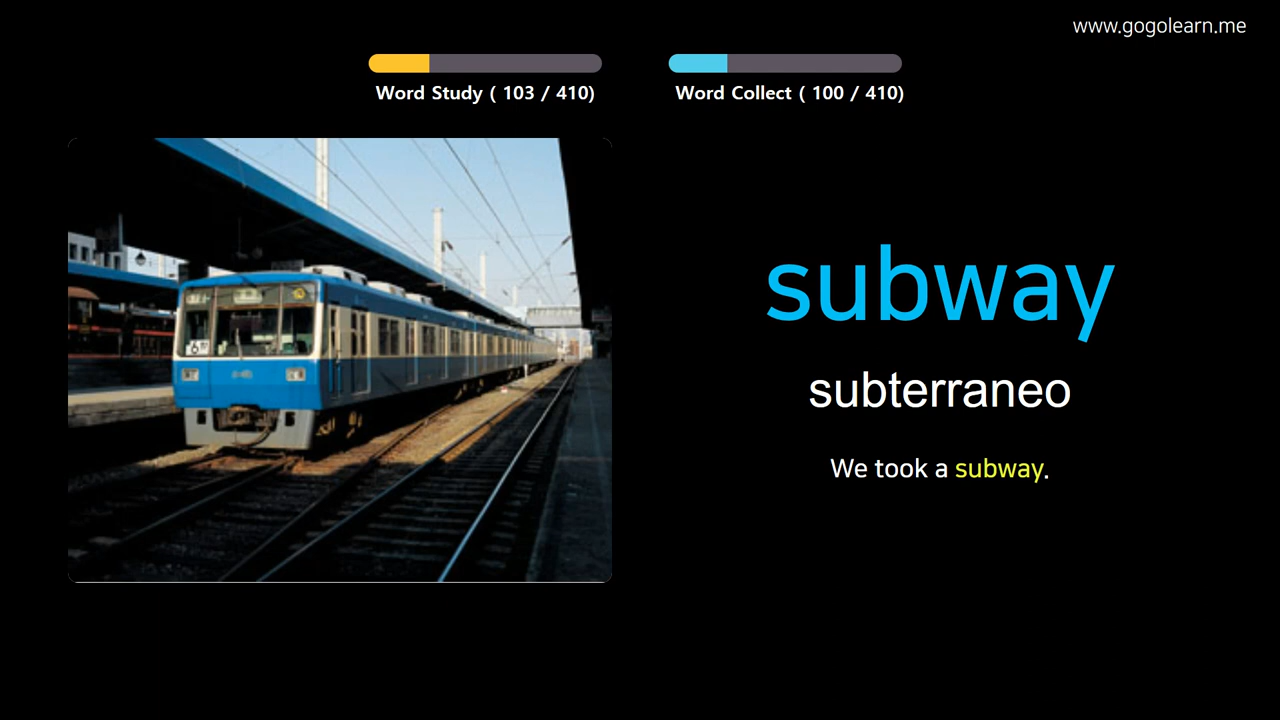 www.gogolearn.me
Word Study ( 103 / 410)
Word Collect ( 100 / 410)
subway
subterraneo
We took a subway.